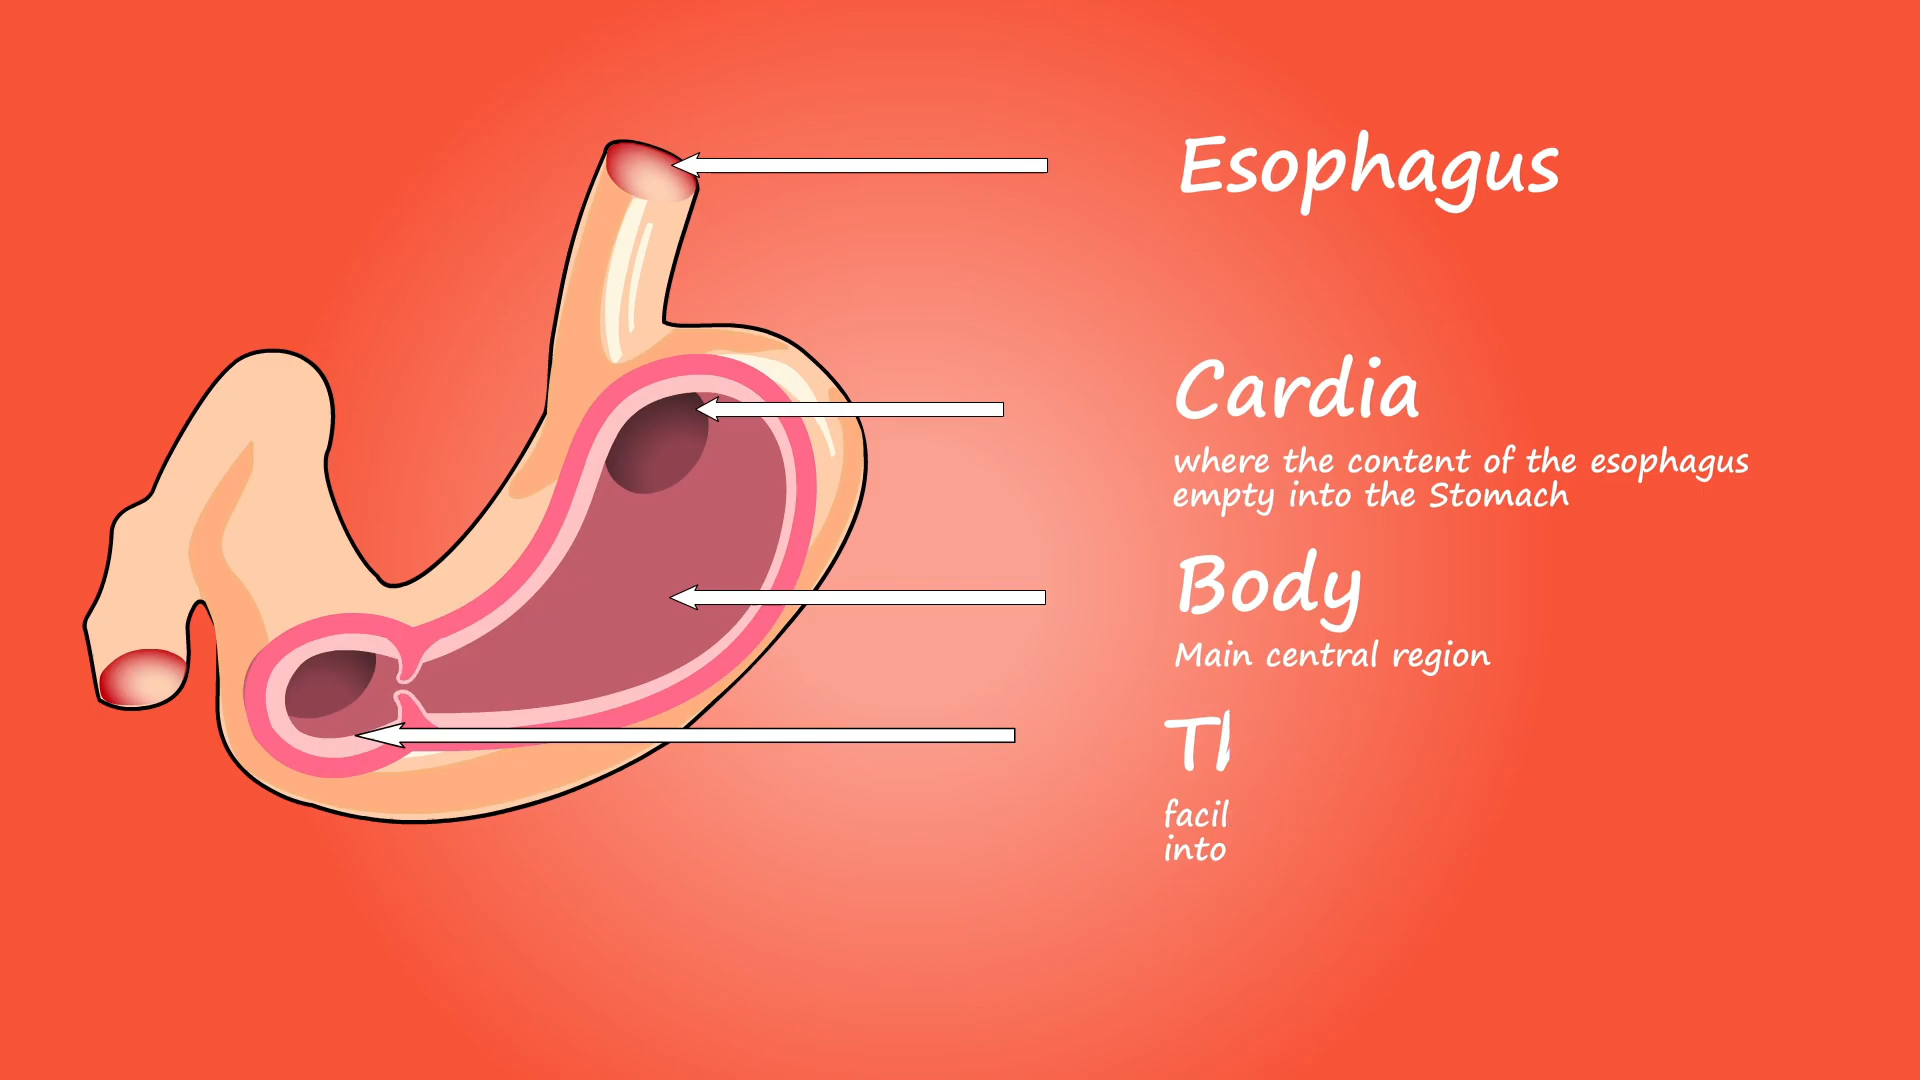 Esophagus
Cardia
where the content of the esophagus
empty into the Stomach
Body
Main central region
facil
into